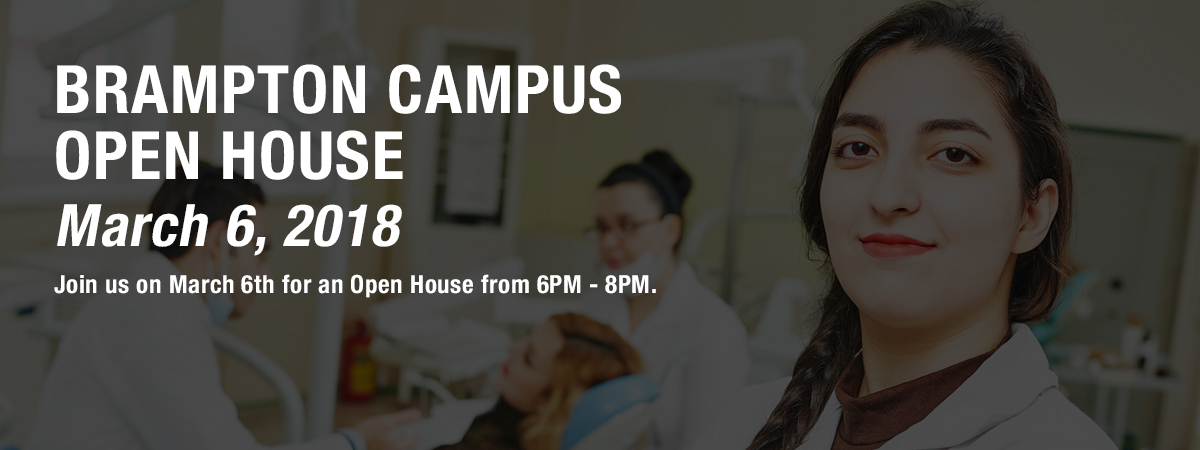 BRAMPTON CAMPUS
OPEN HOUSE
March 6, 2018
Join us on March 6th for an Open House from 6PM - 8PM.